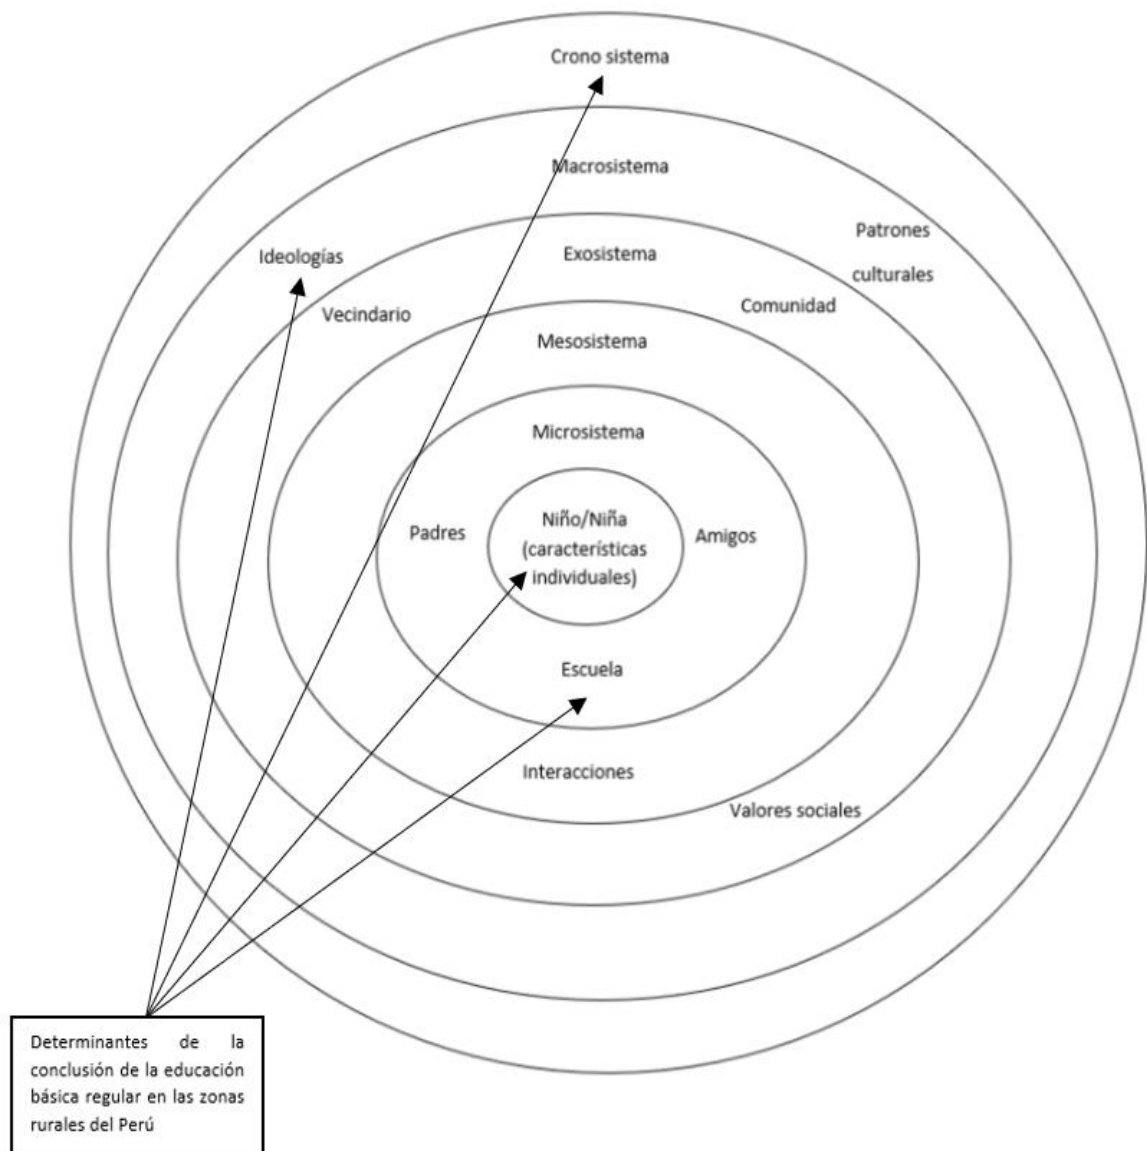 Crono sistema
Macrosistema
Patrones
culturales
Ideologías
Exosistema
Vecindario
Comunidad
Mesosistema
Microsistema
Padres
Niño/Niña
(características
individuales)
Amigos
Escuela
Interacciones
Valores sociales
Determinantes de la
conclusión de la educación
básica regular en las zonas
rurales del Perú